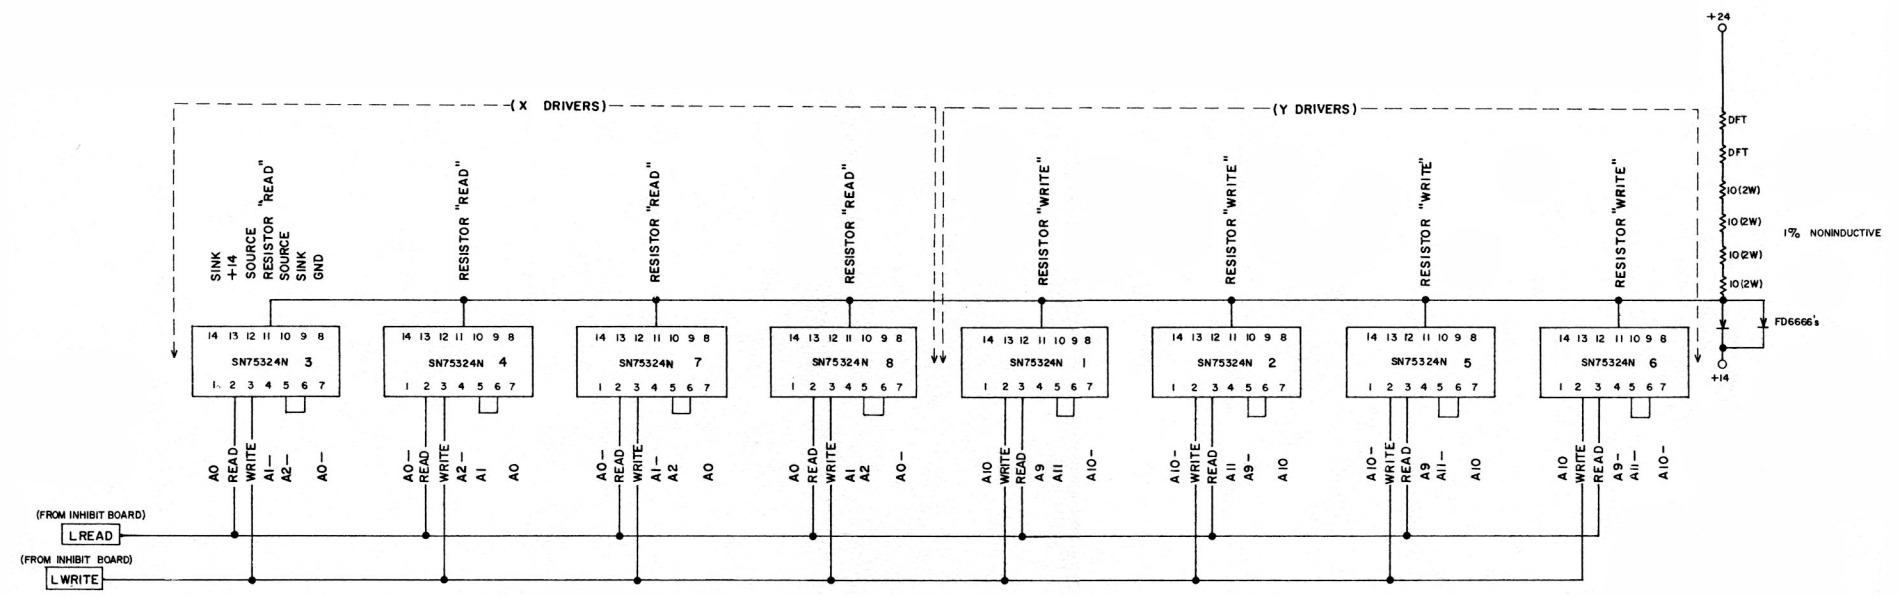 +24
(X DRIVERS)
(Y DRIVERS)
DFT
DFT
10(2W)
10(2W)
10(2W)
10(2W)
1% NONINDUCTIVE
SINK
+14
SOURCE
RESISTOR "READ"
SOURCE
SINK
GND
RESISTOR "READ"
RESISTOR "READ"
RESISTOR "READ"
RESISTOR "WRITE"
RESISTOR "WRITE"
RESISTOR "WRITE"
RESISTOR "WRITE"
FD6666's
+14
14 13 12 11 10 9 8
SN75324N 3
1 2 3 4 5 6 7
14 13 12 11 10 9 8
SN75324N 4
1 2 3 4 5 6 7
14 13 12 11 10 9 8
SN75324N 7
1 2 3 4 5 6 7
14 13 12 11 10 9 8
SN75324N 8
1 2 3 4 5 6 7
14 13 12 11 10 9 8
SN75324N 1
1 2 3 4 5 6 7
14 13 12 11 10 9 8
SN75324N 2
1 2 3 4 5 6 7
14 13 12 11 10 9 8
SN75324N 5
1 2 3 4 5 6 7
14 13 12 11 10 9 8
SN75324N 6
1 2 3 4 5 6 7
A0 READ WRITE A1- A2- A0-
A0- READ WRITE A2- A1 A0
A0- READ WRITE A1- A2 A0
A0 READ WRITE A1 A2 A0-
A10 WRITE READ A9 A11 A10-
A10- WRITE READ A11 A9- A10
A10- WRITE READ A9 A11- A10
A10 WRITE READ A9- A11- A10-
(FROM INHIBIT BOARD)
LREAD
(FROM INHIBIT BOARD)
LWRITE